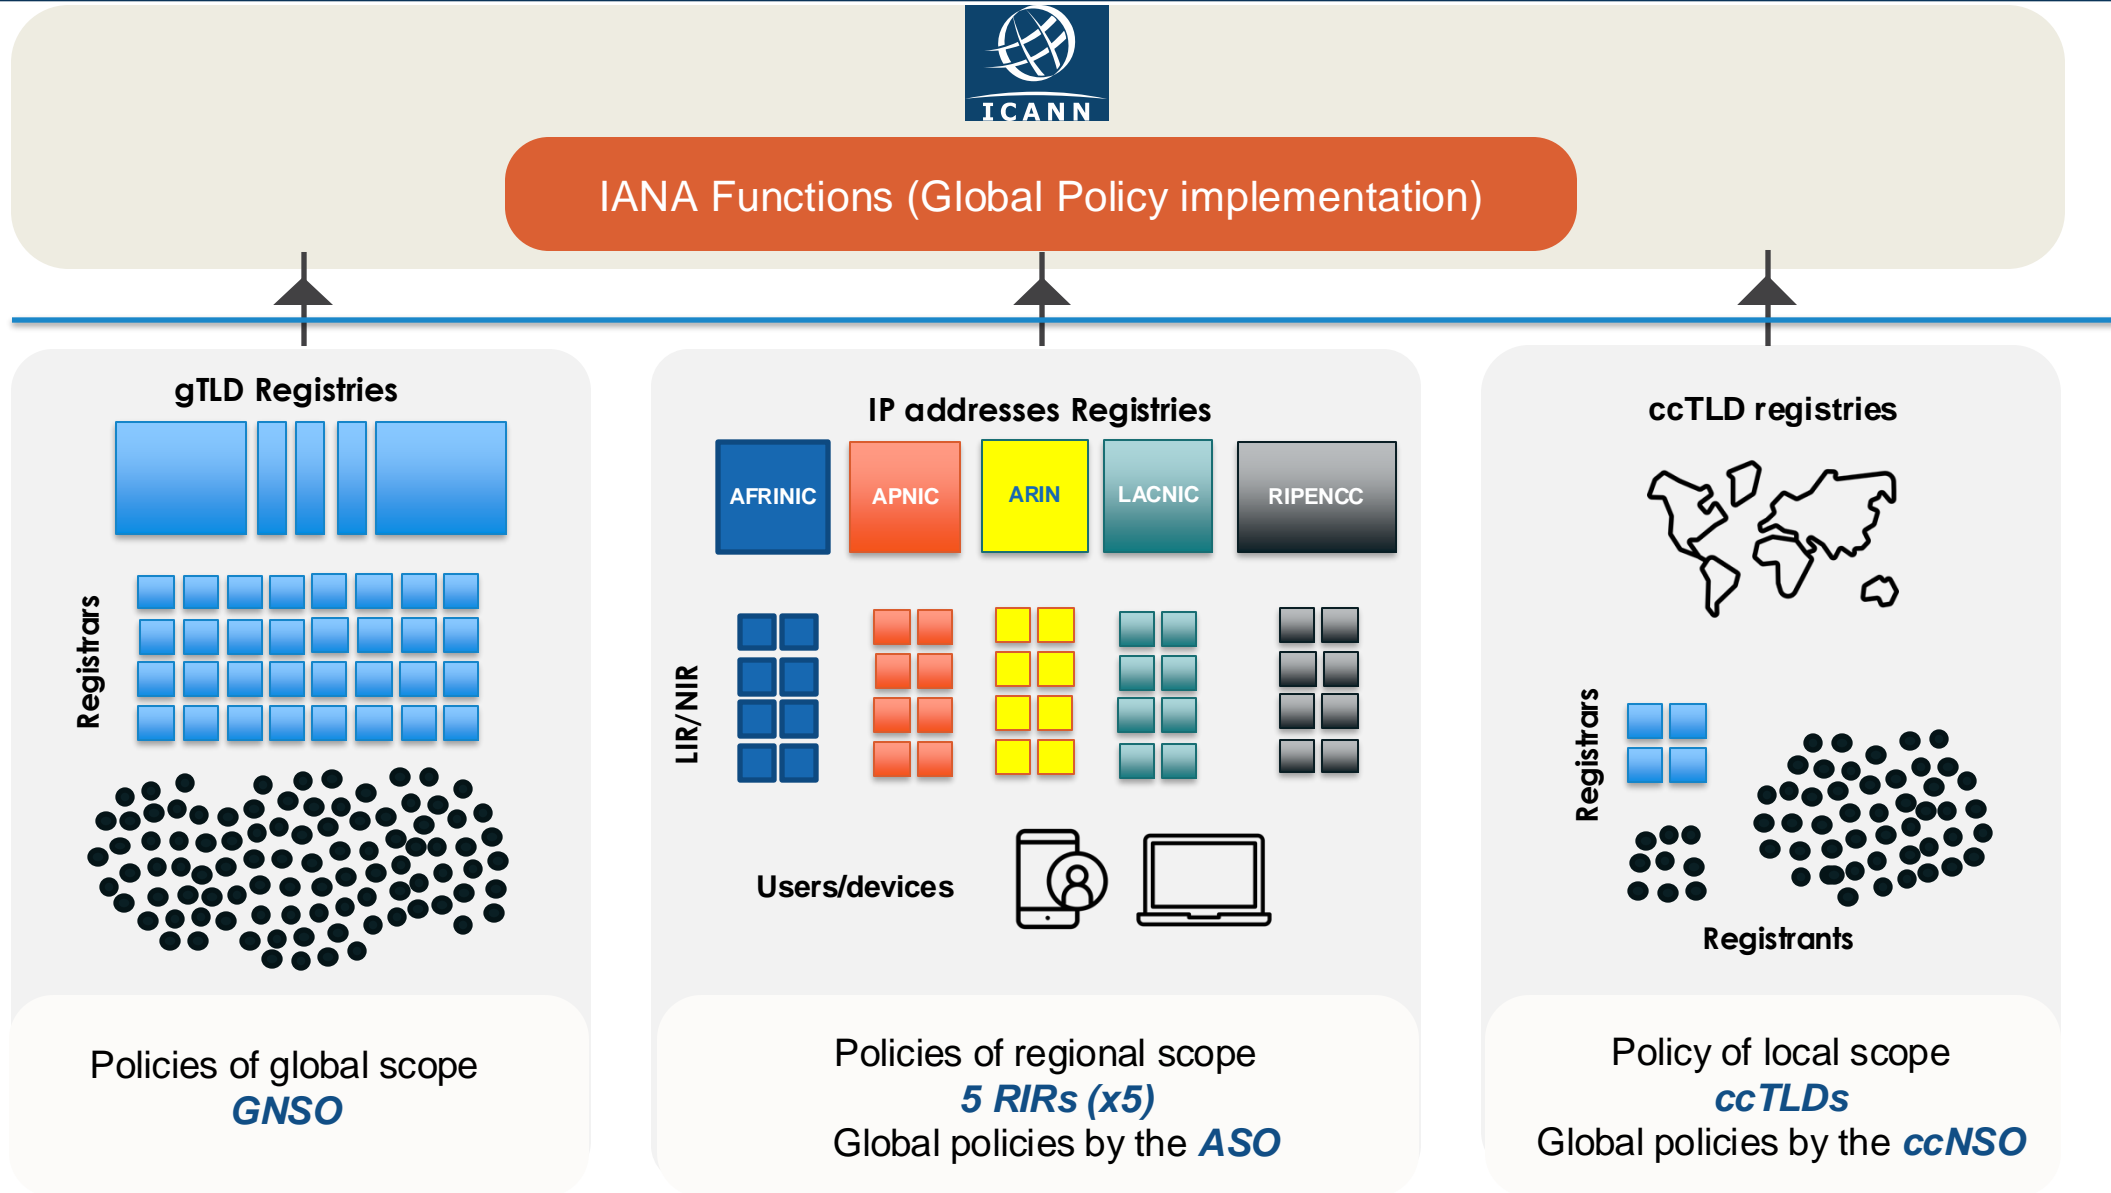 ICANN
IANA Functions (Global Policy implementation)
gTLD Registries
Registrars
Policies of global scope
GNSO
IP addresses Registries
AFRINIC
APNIC
ARIN
LACNIC
RIPENCC
LIR/NIR
Users/devices
Policies of regional scope
5 RIRs (x5)
Global policies by the ASO
ccTLD registries
Registrars
Registrants
Policy of local scope
ccTLDs
Global policies by the ccNSO